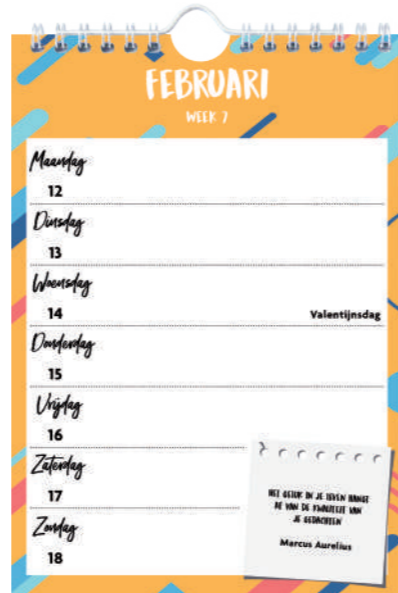 FEBRUARI
WEEK 7
Maandag
12
Dinsdag
13
Woensdag
14
Valentijnsdag
Donderdag
15
Vrijdag
16
Zaterdag
17
Zondag
18
HET GELUK IN JE LEVEN HANGT
AF VAN DE KWALITEIT VAN
JE GEDACHTEN
Marcus Aurelius